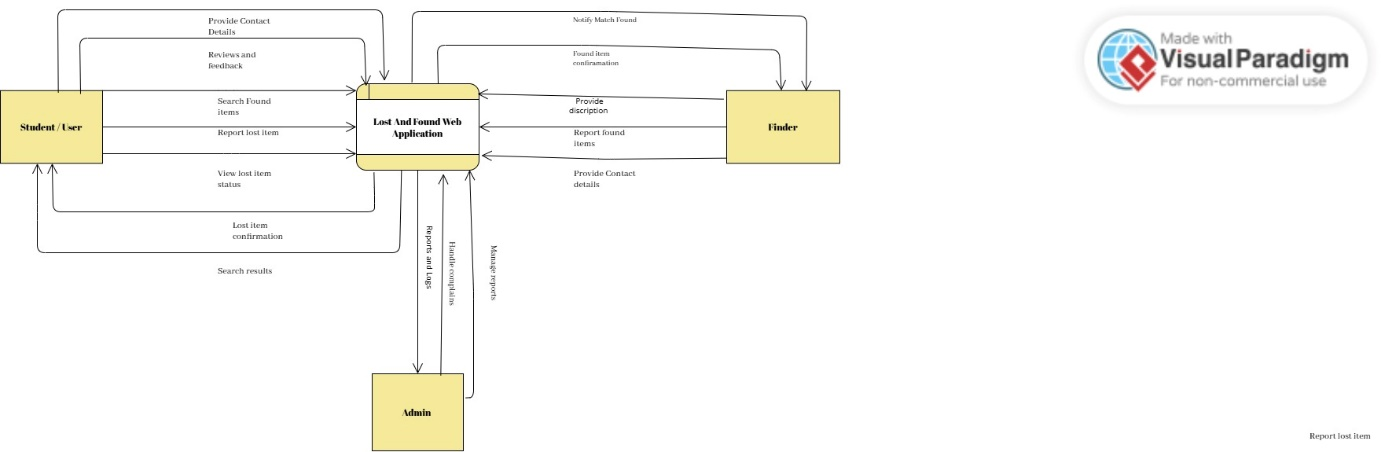 Provide Contact
Details
Reviews and
feedback
Search Found
items
Report lost item
View lost item
status
Lost item
confirmation
Search results
Student / User
Lost And Found Web
Application
Notify Match Found
Found item
confiramation
Provide
discription
Report found
items
Provide Contact
details
Finder
Reports and Logs
Handle complains
Manage reports
Admin
Made with
Visual Paradigm
For non-commercial use
Report lost item